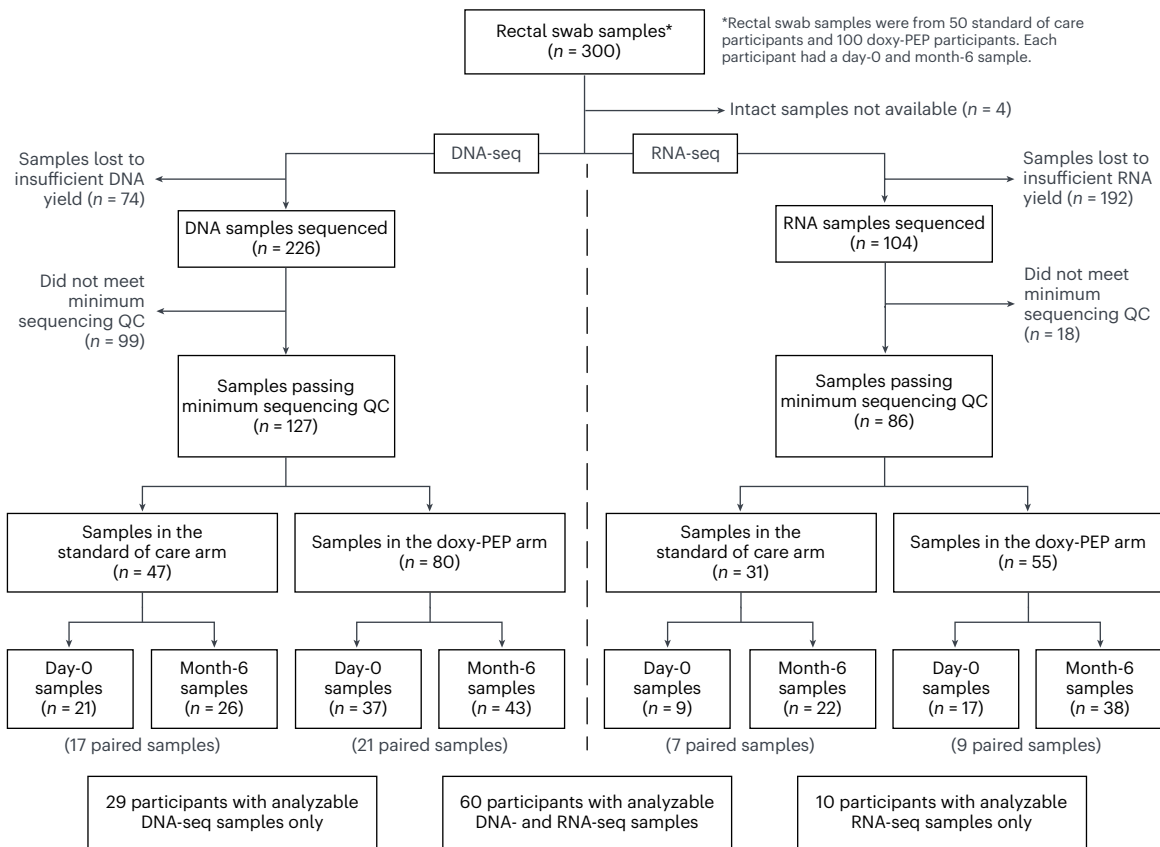 Rectal swab samples*
(n = 300)
*Rectal swab samples were from 50 standard of care
participants and 100 doxy-PEP participants. Each
participant had a day-0 and month-6 sample.
Intact samples not available (n = 4)
DNA-seq
RNA-seq
Samples lost to
insufficient DNA
yield (n = 74)
Samples lost to
insufficient RNA
yield (n = 192)
DNA samples sequenced
(n = 226)
RNA samples sequenced
(n = 104)
Did not meet
minimum
sequencing QC
(n = 99)
Did not meet
minimum
sequencing QC
(n = 18)
Samples passing
minimum sequencing QC
(n = 127)
Samples passing
minimum sequencing QC
(n = 86)
Samples in the
standard of care arm
(n = 47)
Samples in the doxy-PEP arm
(n = 80)
Samples in the
standard of care arm
(n = 31)
Samples in the doxy-PEP arm
(n = 55)
Day-0
samples
(n = 21)
Month-6
samples
(n = 26)
Day-0
samples
(n = 37)
Month-6
samples
(n = 43)
Day-0
samples
(n = 9)
Month-6
samples
(n = 22)
Day-0
samples
(n = 17)
Month-6
samples
(n = 38)
(17 paired samples)
(21 paired samples)
(7 paired samples)
(9 paired samples)
29 participants with analyzable
DNA-seq samples only
60 participants with analyzable
DNA- and RNA-seq samples
10 participants with analyzable
RNA-seq samples only